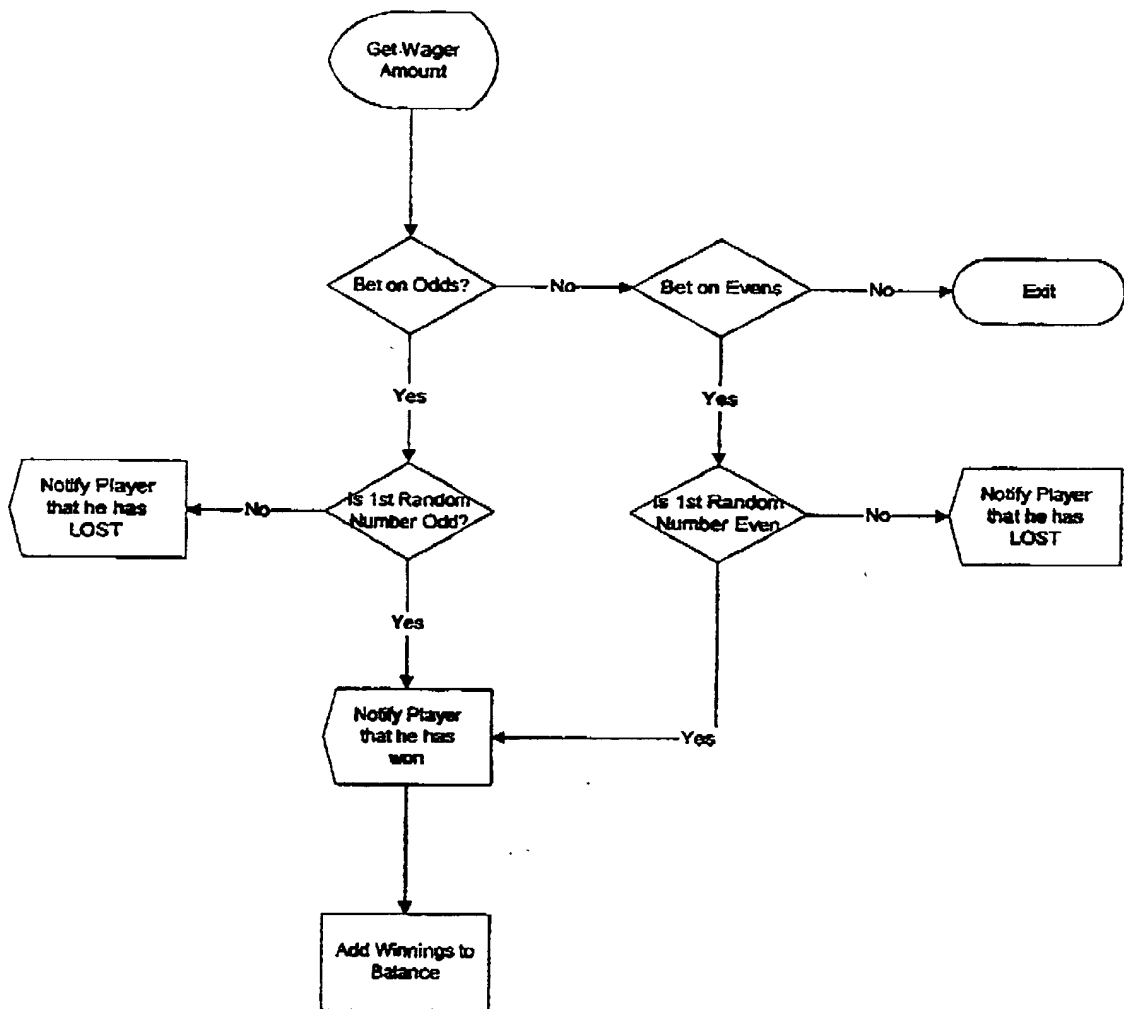 Get Wager
Amount
Bet on Odds?
No
Bet on Evens
No
Exit
Yes
Yes
Notify Player
that he has
LOST
No
Is 1st Random
Number Odd?
Is 1st Random
Number Even
No
Notify Player
that he has
LOST
Yes
Notify Player
that he has
won
Yes
Add Winnings to
Balance